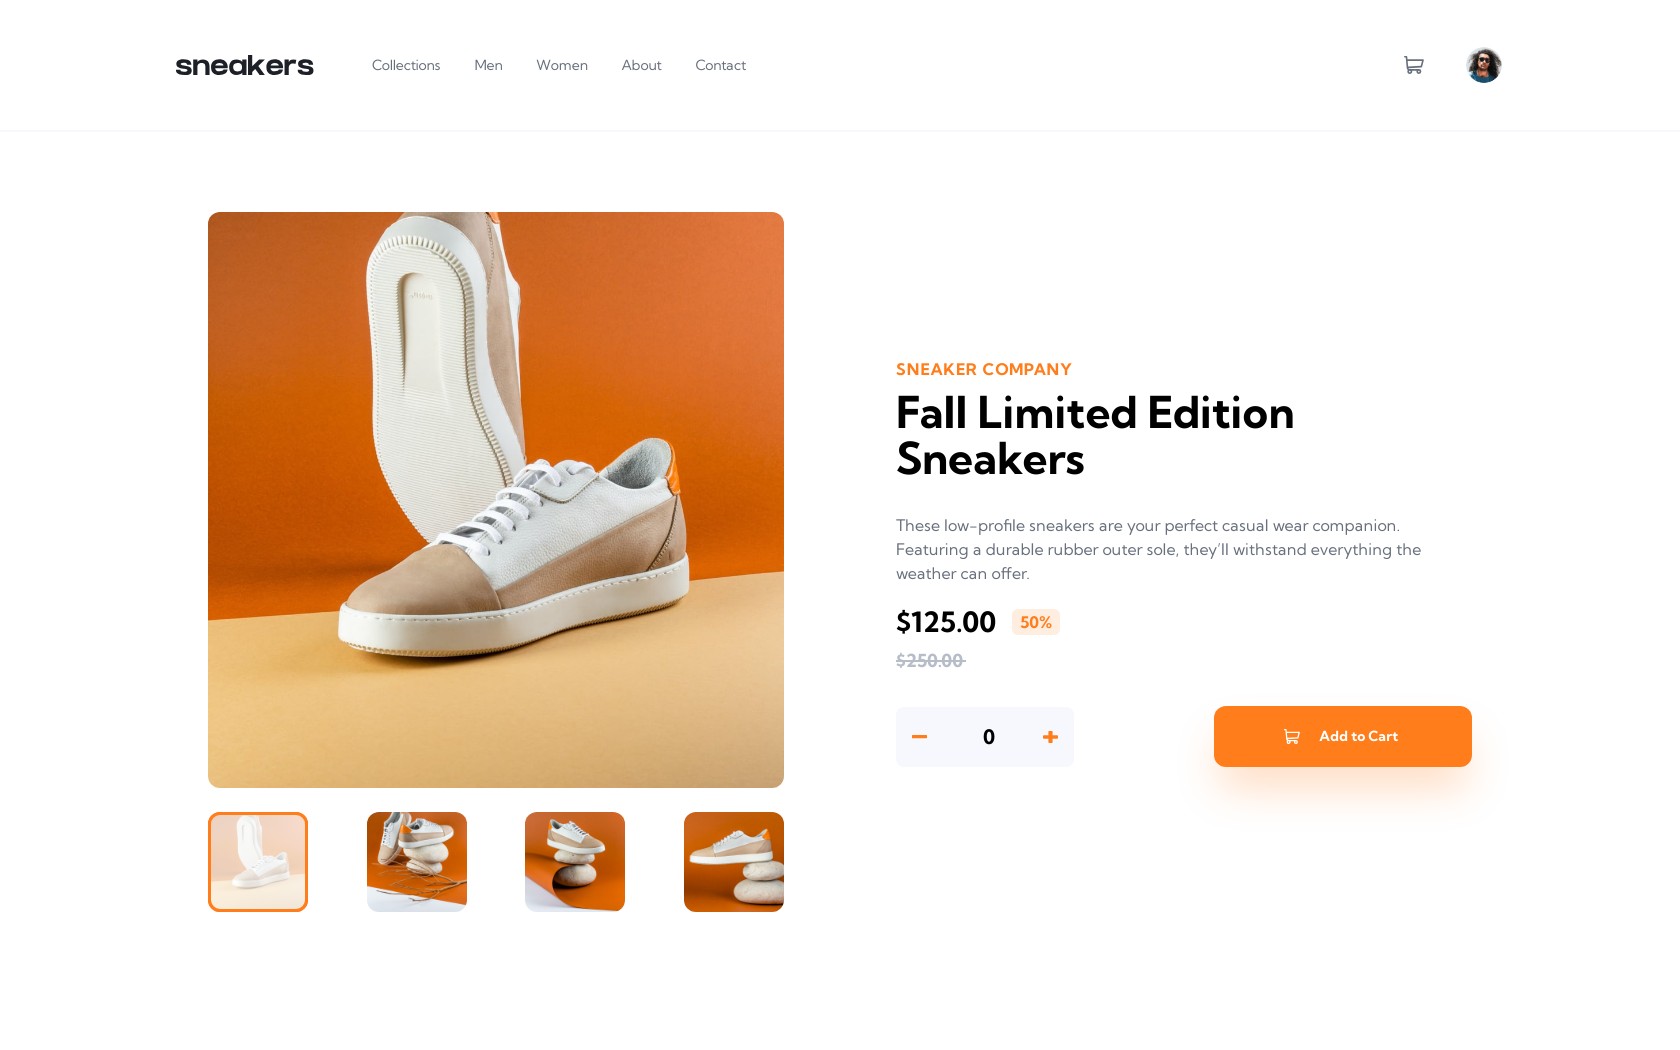 sneakers
Collections
Men
Women
About
Contact
SNEAKER COMPANY
Fall Limited Edition
Sneakers
These low-profile sneakers are your perfect casual wear companion.
Featuring a durable rubber outer sole, they’ll withstand everything the
weather can offer.
$125.00 50%
$250.00
0
Add to Cart